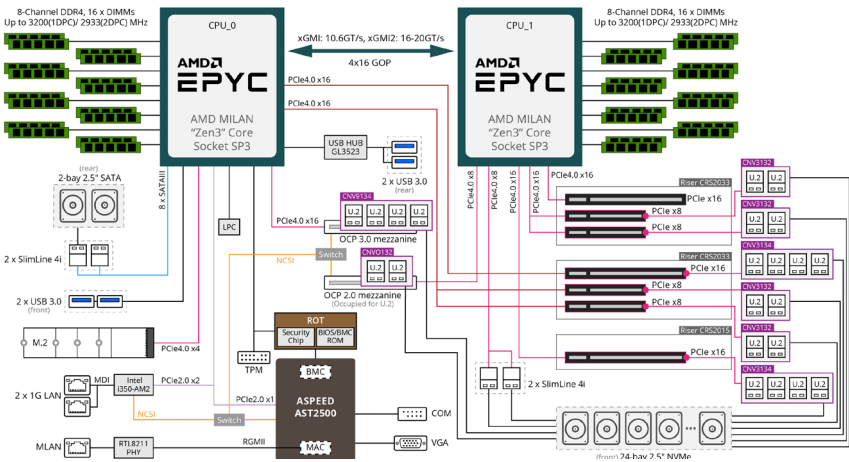 8-Channel DDR4, 16 x DIMMs
Up to 3200(1DPC)/ 2933(2DPC) MHz
CPU_0
AMD
EPYC
AMD MILAN
"Zen3" Core
Socket SP3
xGMI: 10.6GT/s, xGMI2: 16-20GT/s
4x16 GOP
CPU_1
AMD
EPYC
AMD MILAN
"Zen3" Core
Socket SP3
8-Channel DDR4, 16 x DIMMs
Up to 3200(1DPC)/ 2933(2DPC) MHz
PCIe4.0 x16
PCIe4.0 x16
USB HUB
GL3523
2 x USB 3.0
(rear)
(rear)
2-bay 2.5" SATA
8 x SATAIII
2 x SlimLine 4i
2 x USB 3.0
(front)
M.2
PCIe4.0 x4
LPC
PCIe4.0 x16
CNV9134
U.2
U.2
U.2
U.2
OCP 3.0 mezzanine
NCSI
Switch
CNVO132
U.2
U.2
OCP 2.0 mezzanine
(Occupied for U.2)
PCIe4.0 x8
PCIe4.0 x8
PCIe4.0 x16
PCIe4.0 x16
Riser CRS2033
PCIe x16
PCIe x8
PCIe x8
CNV3132
U.2
U.2
CNV3132
U.2
U.2
Riser CRS2033
PCIe x16
PCIe x8
PCIe x8
CNV3134
U.2
U.2
U.2
U.2
CNV3132
U.2
U.2
CNV3132
U.2
U.2
Riser CRS2015
PCIe x16
CNV3134
U.2
U.2
U.2
U.2
2 x SlimLine 4i
(front) 24-bay 2.5" NVMe
TPM
ROT
Security
Chip
BIOS/BMC
ROM
BMC
ASPEED
AST2500
MAC
2 x 1G LAN
MDI
Intel
i350-AM2
PCIe2.0 x2
PCIe2.0 x1
NCSI
Switch
MLAN
RTL8211
PHY
RGMII
COM
VGA